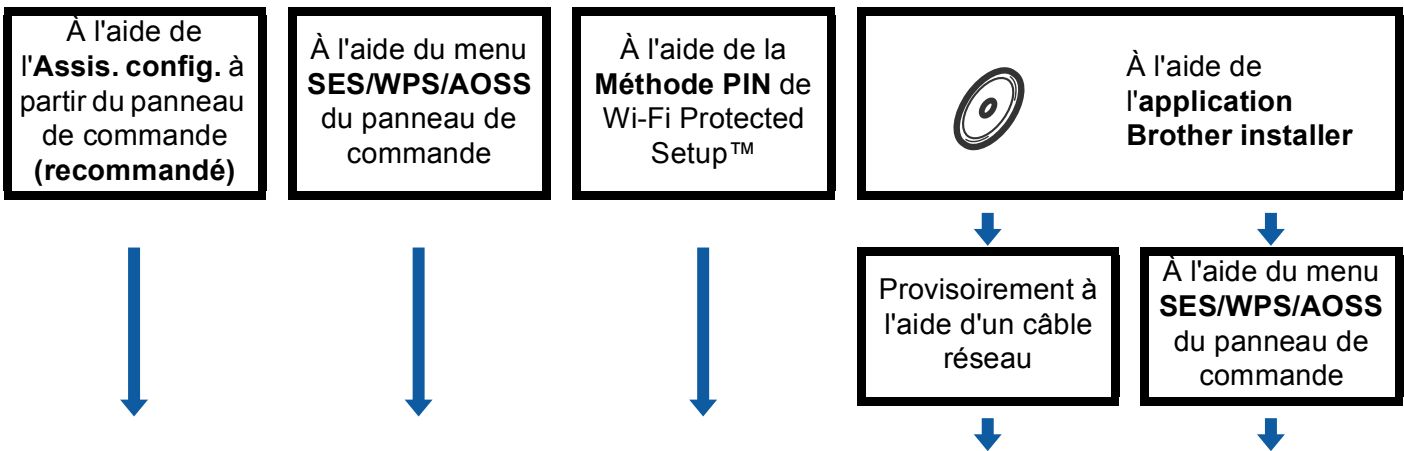 À l'aide de
l'Assis. config. à
partir du panneau
de commande
(recommandé)
À l'aide du menu
SES/WPS/AOSS
du panneau de
commande
À l'aide de la
Méthode PIN de
Wi-Fi Protected
Setup™
À l'aide de
l'application
Brother installer
Provisoirement à
l'aide d'un câble
réseau
À l'aide du menu
SES/WPS/AOSS
du panneau de
commande